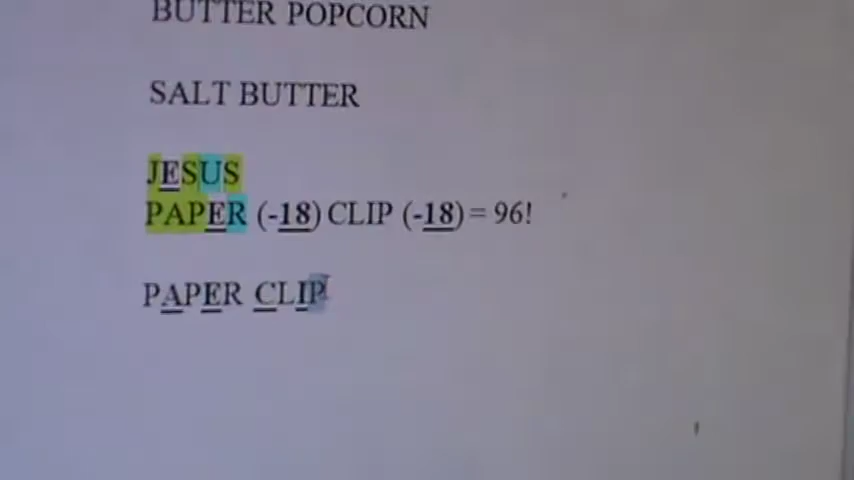 BUTTER POPCORN
SALT BUTTER
JESUS
PAPER (-18) CLIP (-18) = 96!
PAPER CLIP